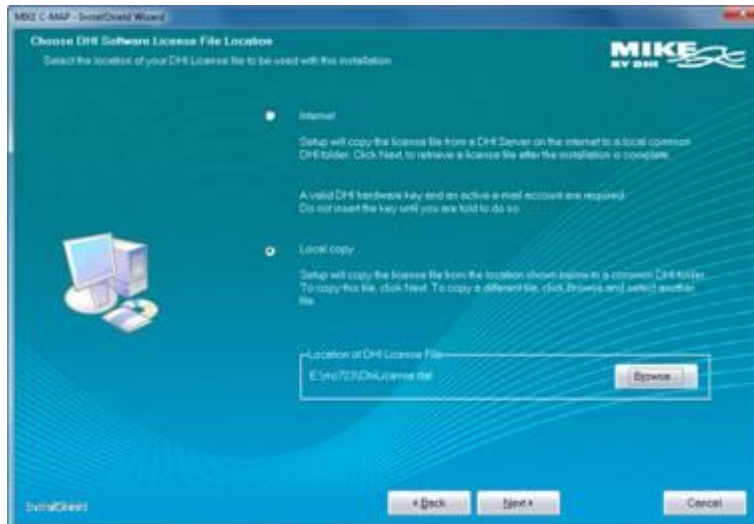 MIKE C-MAP - InstallShield Wizard
Choose DHI Software License File Location
Select the location of your DHI License file to be used with this installation.
MIKE
BY DHI
Internet
Setup will copy the license file from a DHI Server on the internet to a local common
DHI folder. Click Next, to retrieve a license file after the installation is complete.
A valid DHI hardware key and an active e-mail account are required.
Do not insert the key until you are told to do so.
Local copy
Setup will copy the license file from the location shown below to a common DHI folder.
To copy this file, click Next. To copy a different file, click Browse and select another
file.
Location of DHI License File
Browse...
InstallShield
< Back
Next >
Cancel